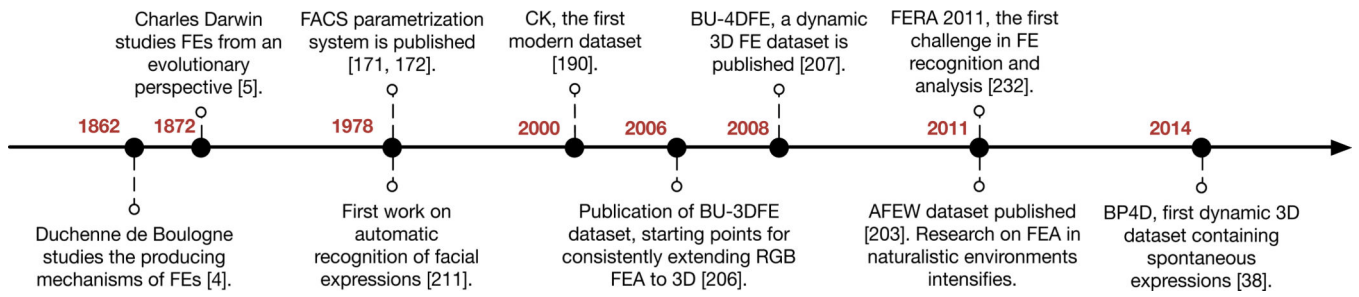 Charles Darwin
studies FEs from an
evolutionary
perspective [5].
FACS parametrization
system is published
[171, 172].
CK, the first
modern dataset
[190].
BU-4DFE, a dynamic
3D FE dataset is
published [207].
FERA 2011, the first
challenge in FE
recognition and
analysis [232].
1862
1872
1978
2000
2006
2008
2011
2014
Duchenne de Boulogne
studies the producing
mechanisms of FEs [4].
First work on
automatic
recognition of facial
expressions [211].
Publication of BU-3DFE
dataset, starting points for
consistently extending RGB
FEA to 3D [206].
AFEW dataset published
[203]. Research on FEA in
naturalistic environments
intensifies.
BP4D, first dynamic 3D
dataset containing
spontaneous
expressions [38].